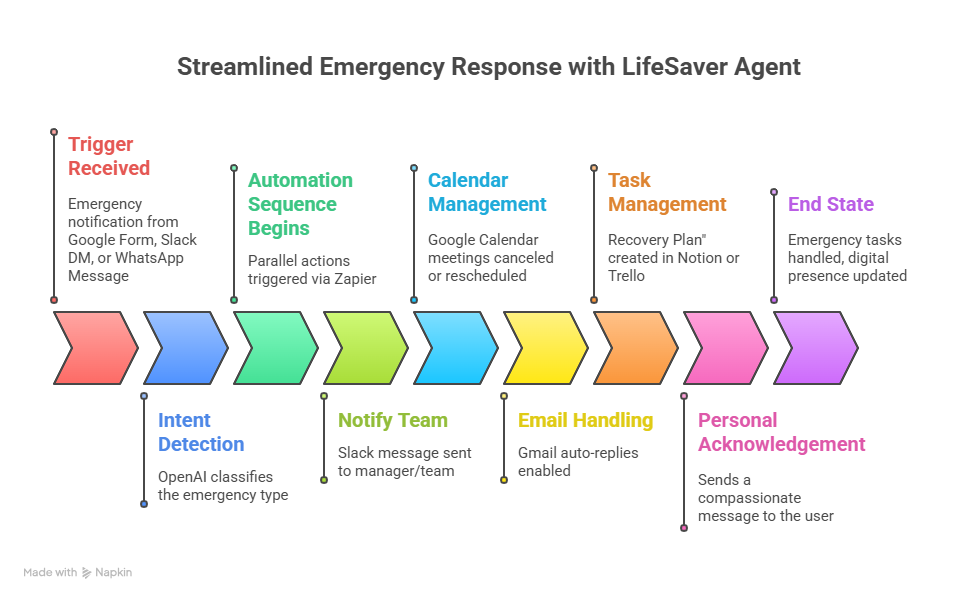 Streamlined Emergency Response with LifeSaver Agent
Trigger
Received
Emergency
notification from
Google Form, Slack
DM, or WhatsApp
Message
Intent
Detection
OpenAI classifies
the emergency type
Automation
Sequence
Begins
Parallel actions
triggered via Zapier
Notify Team
Slack message sent
to manager/team
Calendar
Management
Google Calendar
meetings canceled
or rescheduled
Email Handling
Gmail auto-replies
enabled
Task
Management
Recovery Plan"
created in Notion or
Trello
Personal
Acknowledgement
Sends a
compassionate
message to the user
End State
Emergency tasks
handled, digital
presence updated
Made with Napkin